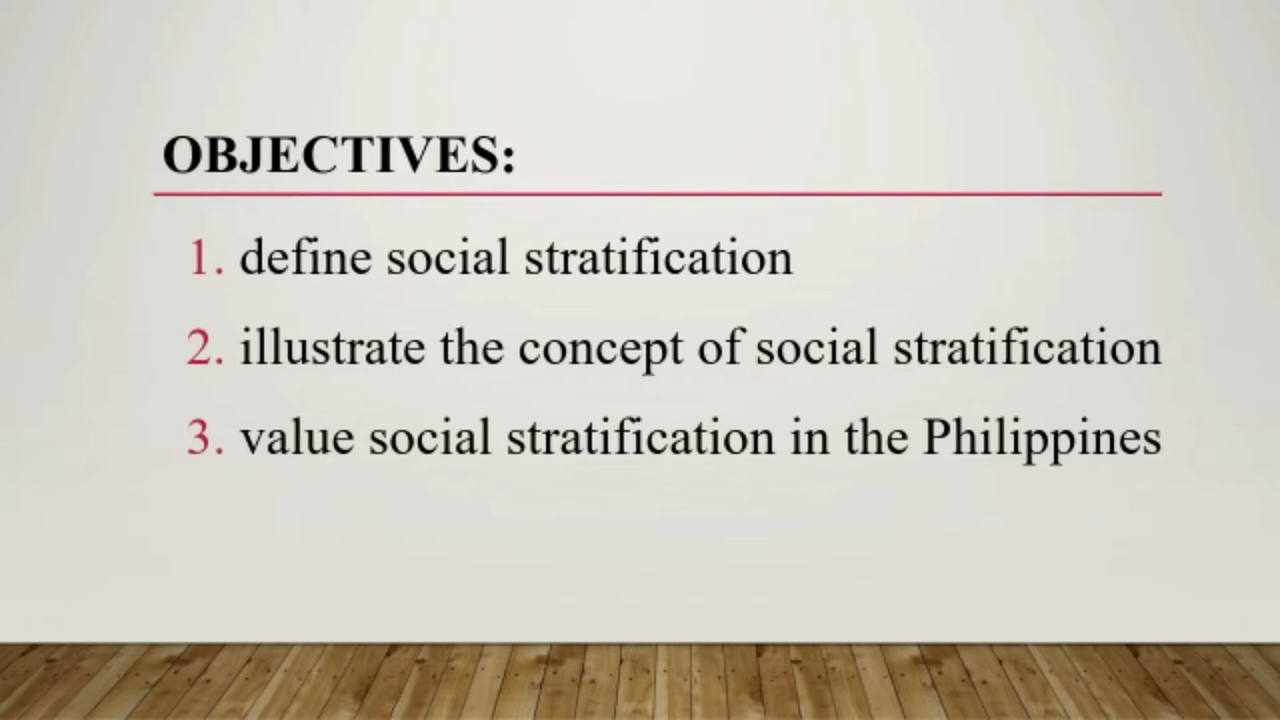 OBJECTIVES:
1. define social stratification
2. illustrate the concept of social stratification
3. value social stratification in the Philippines